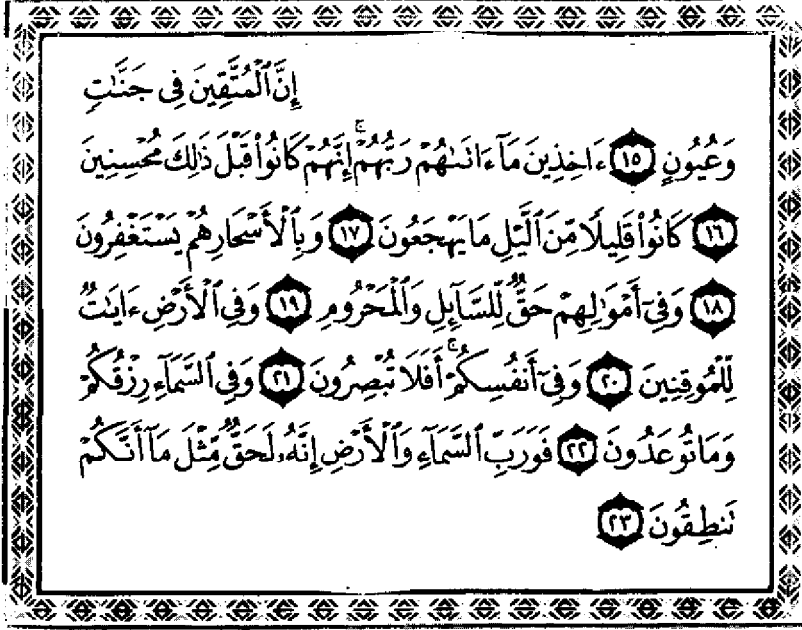 إِنَّ ٱلْمُتَّقِينَ فِى جَنَّـٰتٍ
وَعُيُونٍ ١٥ ءَاخِذِينَ مَآ ءَاتَىٰهُمْ رَبُّهُمْ ۚ إِنَّهُمْ كَانُوا۟ قَبْلَ ذَٰلِكَ مُحْسِنِينَ
١٦ كَانُوا۟ قَلِيلًا مِّنَ ٱلَّيْلِ مَا يَهْجَعُونَ ١٧ وَبِٱلْأَسْحَارِ هُمْ يَسْتَغْفِرُونَ
١٨ وَفِىٓ أَمْوَٰلِهِمْ حَقٌّ لِّلسَّآئِلِ وَٱلْمَحْرُومِ ١٩ وَفِى ٱلْأَرْضِ ءَايَـٰتٌ
لِّلْمُوقِنِينَ ٢٠ وَفِىٓ أَنفُسِكُمْ ۚ أَفَلَا تُبْصِرُونَ ٢١ وَفِى ٱلسَّمَآءِ رِزْقُكُمْ
وَمَا تُوعَدُونَ ٢٢ فَوَرَبِّ ٱلسَّمَآءِ وَٱلْأَرْضِ إِنَّهُۥ لَحَقٌّ مِّثْلَ مَآ أَنَّكُمْ
تَنطِقُونَ ٢٣